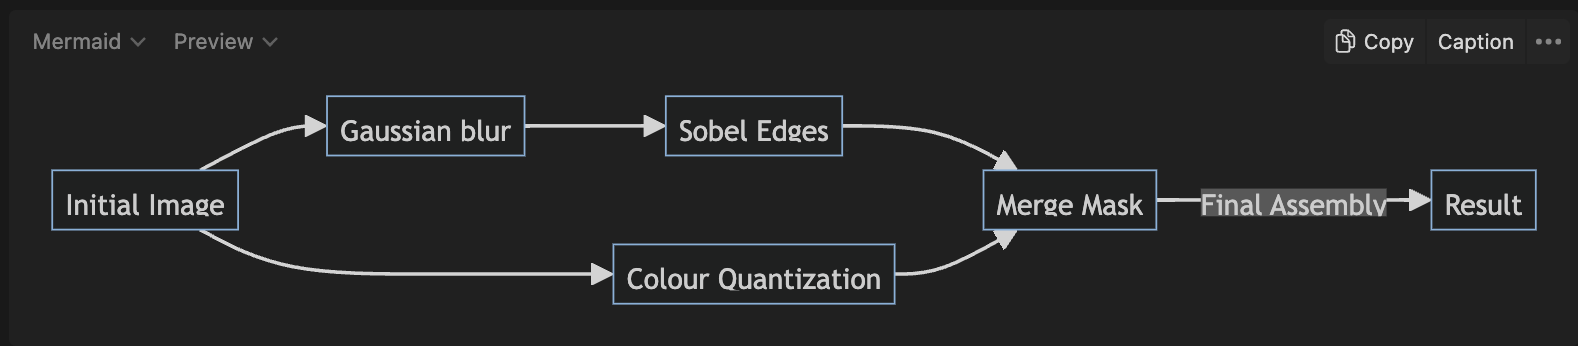 Mermaid Preview Copy Caption
Gaussian blur
Sobel Edges
Initial Image
Merge Mask
Final Assembly
Result
Colour Quantization